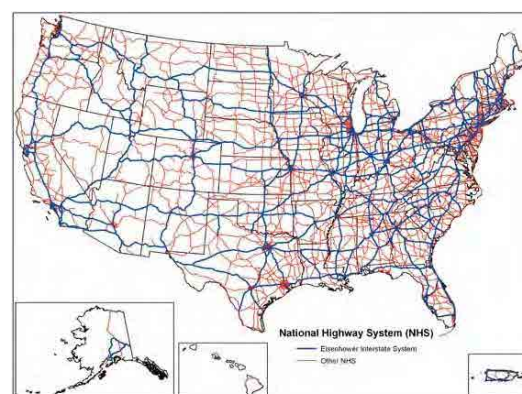 National Highway System (NHS)
Eisenhower Interstate System
Other NHS